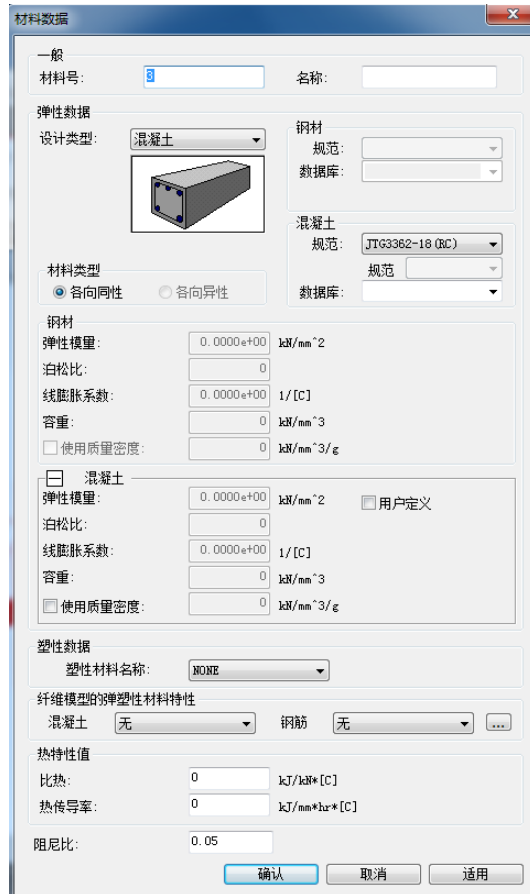 材料数据
一般
材料号: 3 名称:
弹性数据
设计类型: 混凝土
钢材
规范:
数据库:
混凝土
规范: JTG3362-18(RC)
规范
数据库:
材料类型
各向同性 各向异性
钢材
弹性模量: 0.0000e+00 kN/mm^2
泊松比: 0
线膨胀系数: 0.0000e+00 1/[C]
容重: 0 kN/mm^3
使用质量密度: 0 kN/mm^3/g
混凝土
弹性模量: 0.0000e+00 kN/mm^2 用户定义
泊松比: 0
线膨胀系数: 0.0000e+00 1/[C]
容重: 0 kN/mm^3
使用质量密度: 0 kN/mm^3/g
塑性数据
塑性材料名称: NONE
纤维模型的弹塑性材料特性
混凝土 无 钢筋 无 ...
热特性值
比热: 0 kJ/kN*[C]
热传导率: 0 kJ/mm*hr*[C]
阻尼比: 0.05
确认 取消 适用